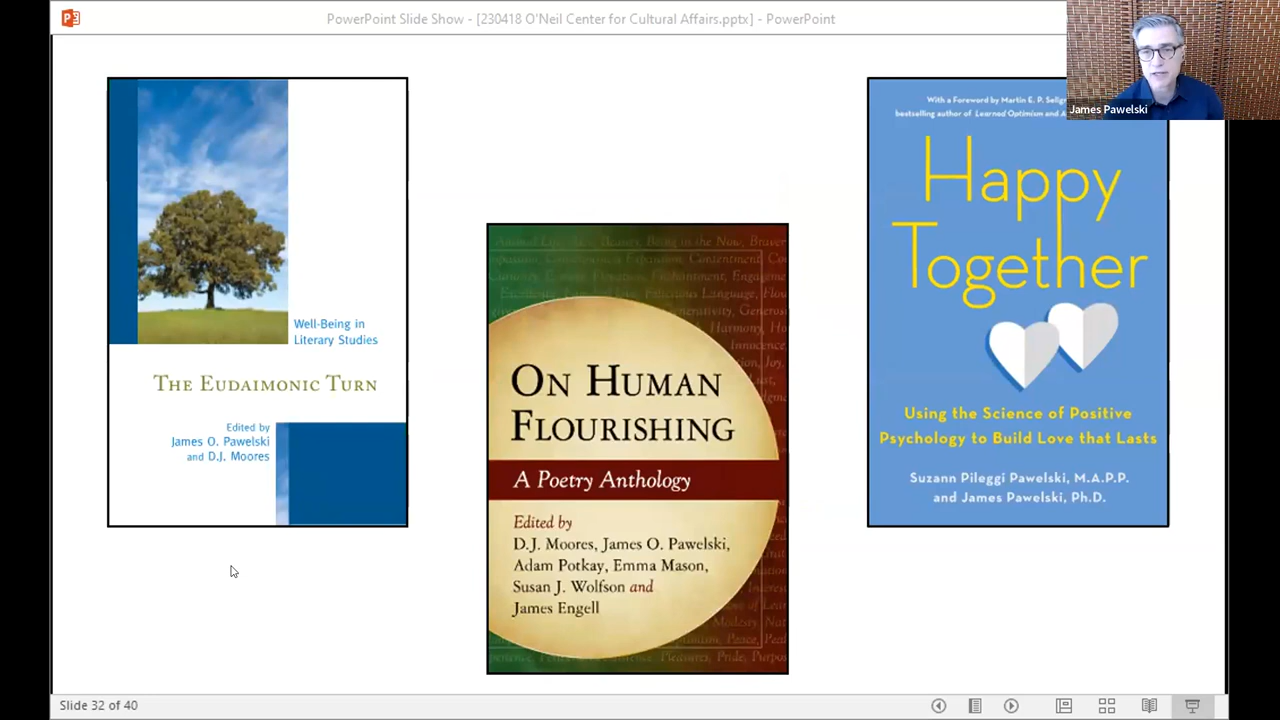 PowerPoint Slide Show - [230418 O'Neil Center for Cultural Affairs.pptx] - PowerPoint
James Pawelski
Well-Being in
Literary Studies
THE EUDAIMONIC TURN
Edited by
James O. Pawelski
and D.J. Moores
ON HUMAN
FLOURISHING
A Poetry Anthology
Edited by
D.J. Moores, James O. Pawelski,
Adam Potkay, Emma Mason,
Susan J. Wolfson and
James Engell
With a Foreword by Martin E. P. Selig
bestselling author of Learned Optimism and
Happy
Together
Using the Science of Positive
Psychology to Build Love that Lasts
Suzann Pileggi Pawelski, M.A.P.P.
and James Pawelski, Ph.D.
Slide 32 of 40